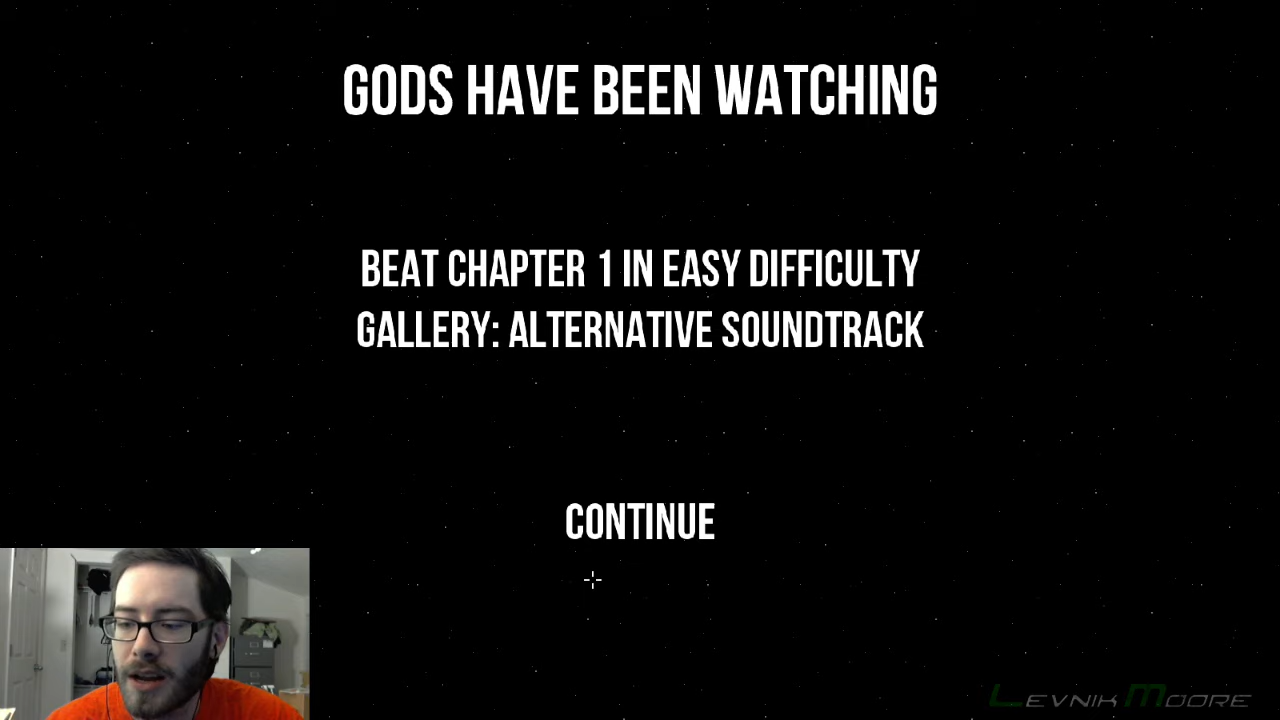 GODS HAVE BEEN WATCHING
BEAT CHAPTER 1 IN EASY DIFFICULTY
GALLERY: ALTERNATIVE SOUNDTRACK
CONTINUE
LEVNIK MOORE